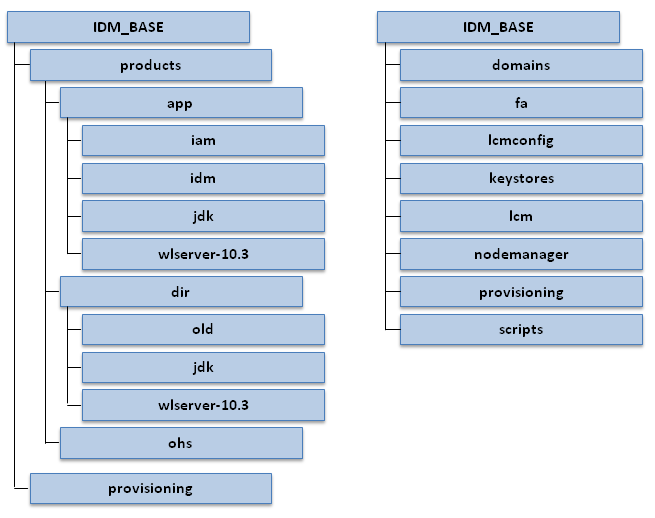 IDM_BASE
products
app
iam
idm
jdk
wlserver-10.3
dir
old
jdk
wlserver-10.3
ohs
provisioning
IDM_BASE
domains
fa
lcmconfig
keystores
lcm
nodemanager
provisioning
scripts